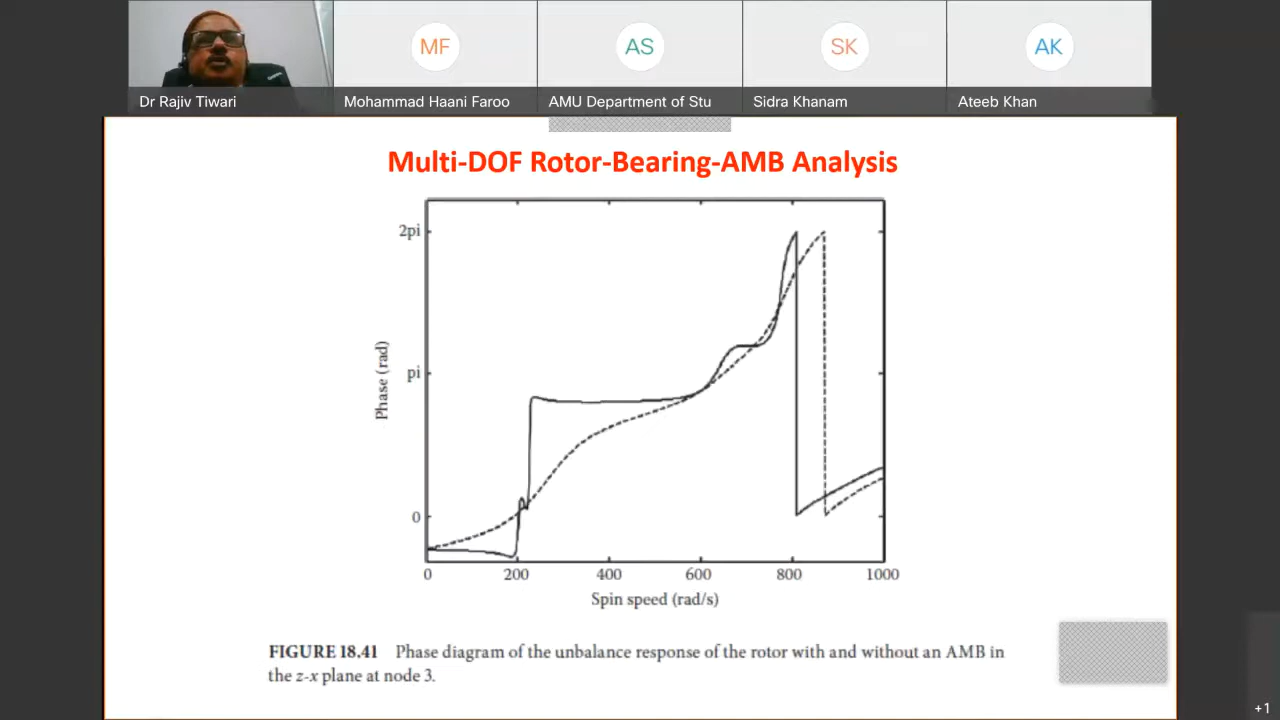 MF
AS
SK
AK
Dr Rajiv Tiwari
Mohammad Haani Faroo
AMU Department of Stu
Sidra Khanam
Ateeb Khan
Multi-DOF Rotor-Bearing-AMB Analysis
2pi
pi
0
Phase (rad)
0
200
400
600
800
1000
Spin speed (rad/s)
FIGURE 18.41 Phase diagram of the unbalance response of the rotor with and without an AMB in
the z-x plane at node 3.
+1